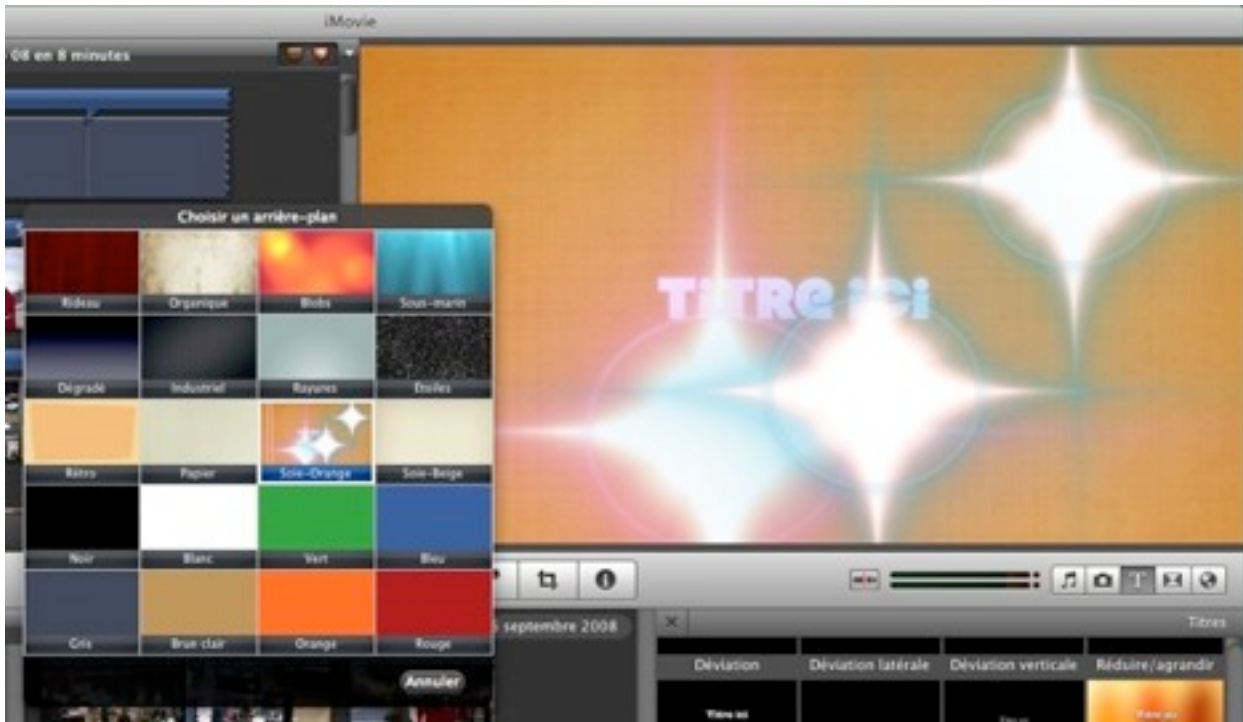 iMovie
08 en 8 minutes
Choisir un arrière-plan
Rideau Organique Blobs Sous-marin
Dégradé Industriel Rayures Etoiles
Rétro Papier Soie-Orange Soie-Beige
Noir Blanc Vert Bleu
Gris Brun clair Orange Rouge
Annuler
TiTRe iCi
septembre 2008
Titres
Déviation Déviation latérale Déviation verticale Réduire/agrandir
Titre ici